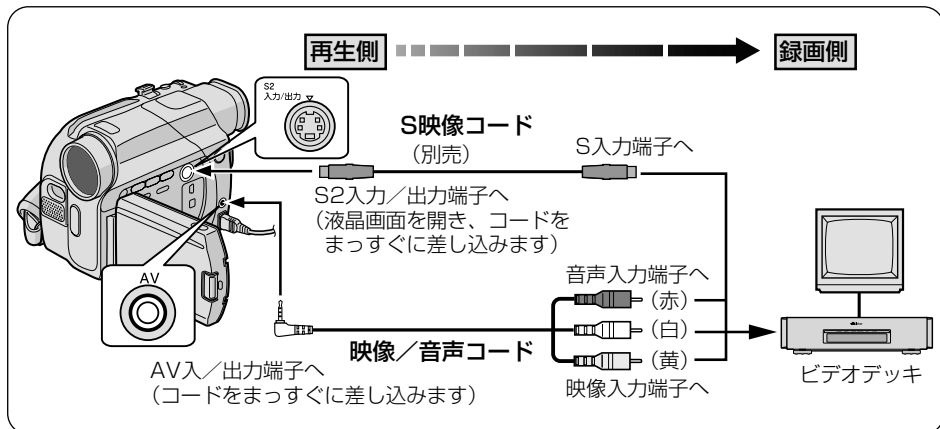 再生側
録画側
S2
入力/出力
S映像コード
(別売)
S入力端子へ
S2入力/出力端子へ
(液晶画面を開き、コードを
まっすぐに差し込みます)
AV
音声入力端子へ
(赤)
(白)
(黄)
映像/音声コード
映像入力端子へ
AV入/出力端子へ
(コードをまっすぐに差し込みます)
ビデオデッキ